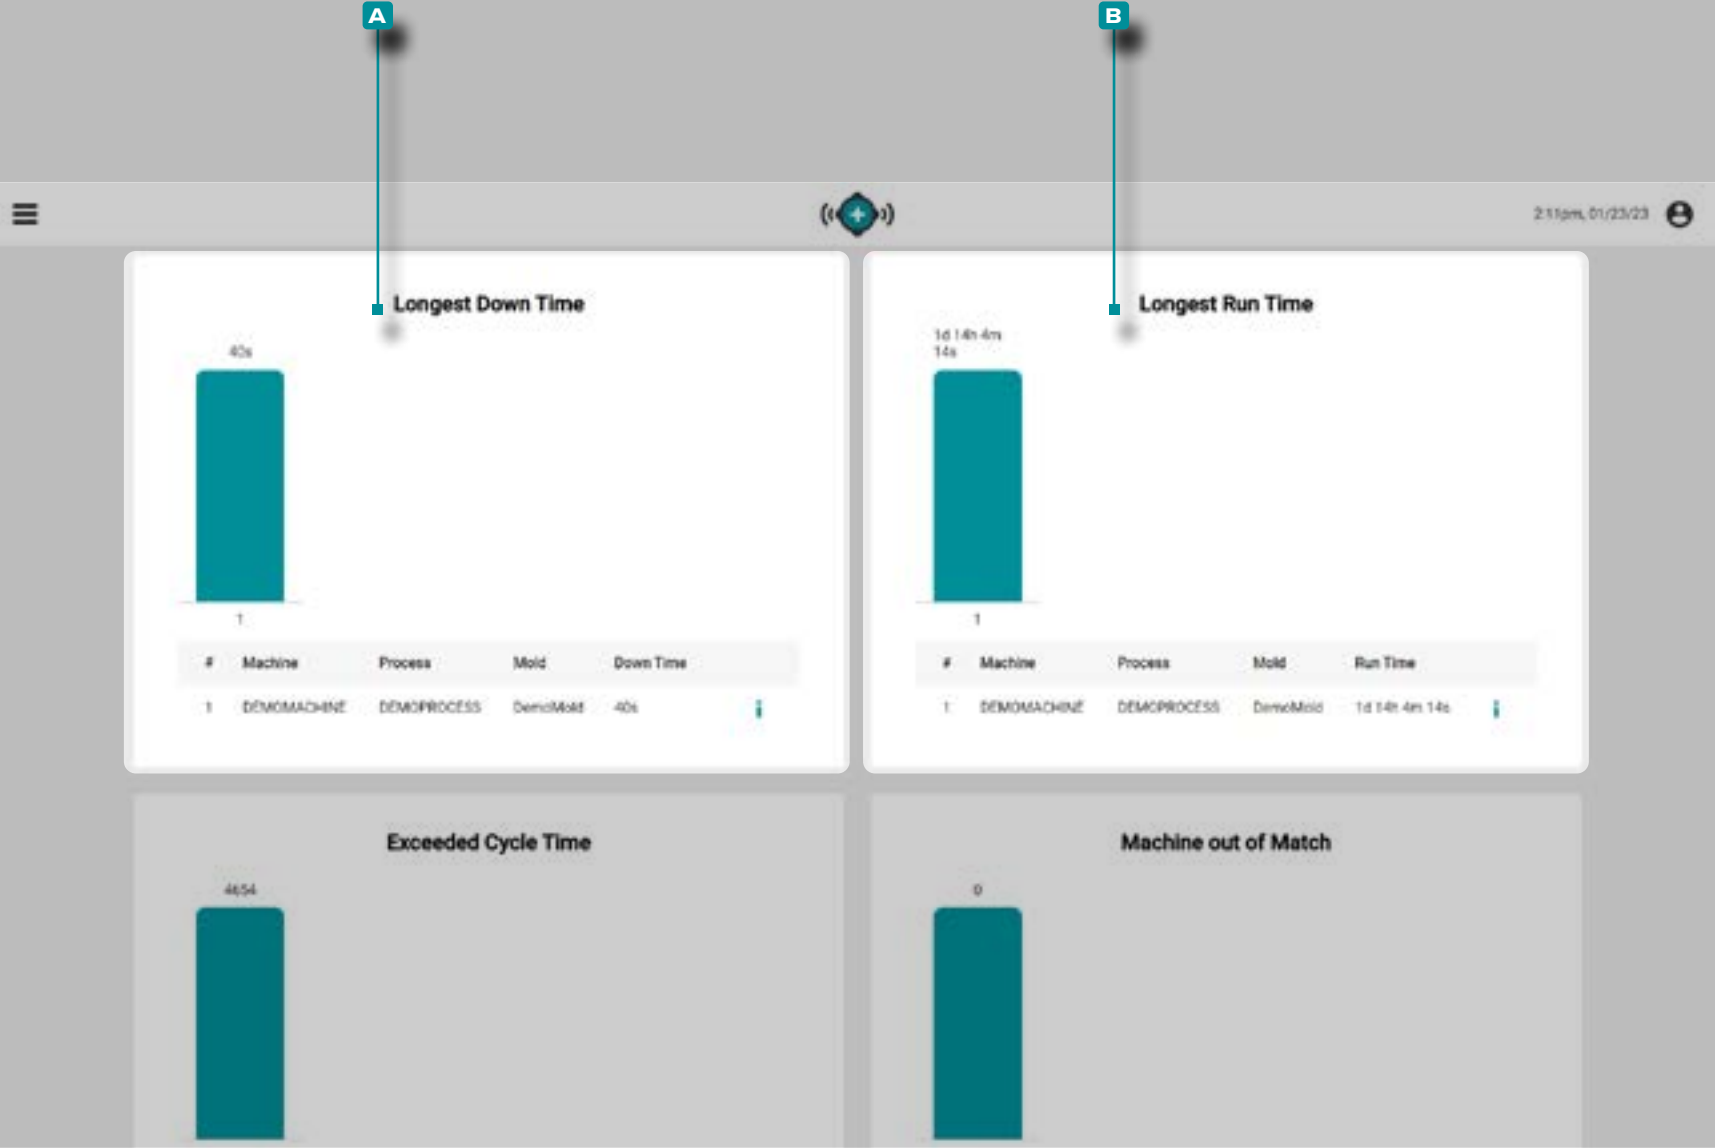 A
B
2:11pm, 01/23/23
Longest Down Time
40s
1
# Machine Process Mold Down Time
1 DEMOMACHINE DEMOPROCESS DemoMold 40s
Longest Run Time
1d 14h 4m
14s
1
# Machine Process Mold Run Time
1 DEMOMACHINE DEMOPROCESS DemoMold 1d 14h 4m 14s
Exceeded Cycle Time
4654
Machine out of Match
0